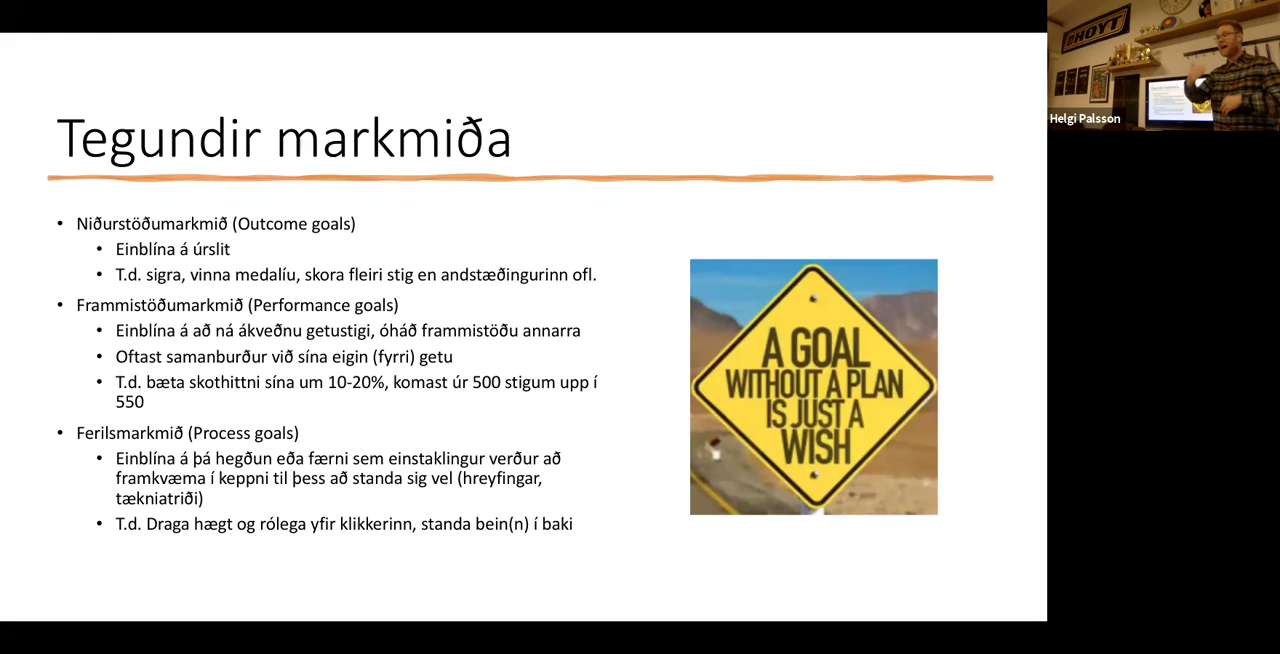 Tegundir markmiða
• Niðurstöðumarkmið (Outcome goals)
• Einblína á úrslit
• T.d. sigra, vinna medalíu, skora fleiri stig en andstæðingurinn ofl.
• Frammistöðumarkmið (Performance goals)
• Einblína á að ná ákveðnu getustigi, óháð frammistöðu annarra
• Oftast samanburður við sína eigin (fyrri) getu
• T.d. bæta skothittni sína um 10-20%, komast úr 500 stigum upp í
550
• Ferilsmarkmið (Process goals)
• Einblína á þá hegðun eða færni sem einstaklingur verður að
framkvæma í keppni til þess að standa sig vel (hreyfingar,
tækniatriði)
• T.d. Draga hægt og rólega yfir klikkerinn, standa bein(n) í baki
A GOAL
WITHOUT A PLAN
IS JUST A
WISH
HOYT
Helgi Palsson